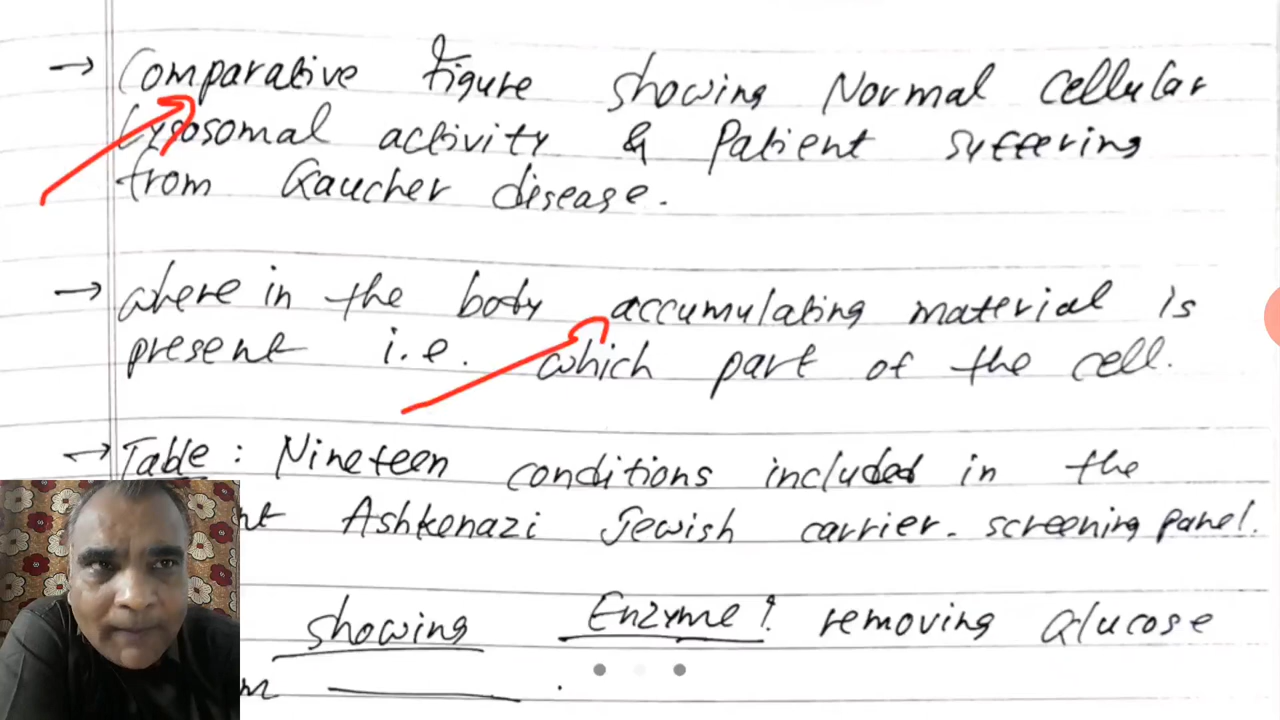 → Comparative figure showing Normal cellular
Lysosomal activity & Patient suffering
from Gaucher disease.
→ where in the body accumulating material is
present i.e. which part of the cell.
→ Table : Nineteen conditions included in the
Ashkenazi Jewish carrier - screening panel.
showing Enzyme ? removing Glucose
.